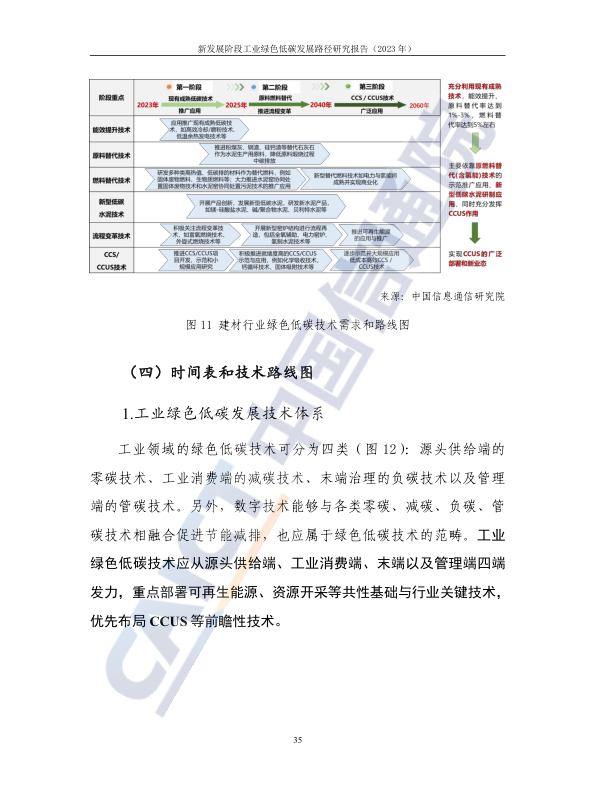 新发展阶段工业绿色低碳发展路径研究报告（2023 年）
阶段重点
第一阶段
第二阶段
第三阶段
现有成熟低碳技术
原料燃料替代
CCS / CCUS技术
2023年
2025年
2040年
2060年
推广应用
推进流程变革
广泛应用
能效提升技术
应用推广现有成熟低碳技
术，如高效冷却/磨粉技术、
低温余热发电技术等
原料替代技术
推进粉煤灰、钢渣、硅钙渣等替代石灰石
作为水泥生产用原料，降低原料煅烧过程
中碳排放
燃料替代技术
研发多种类高热值、低碳排的材料作为替代燃料，例如
固体废物燃料、生物质燃料等；大力推进水泥窑协同处
置固体废物技术和水泥窑协同处置污泥技术的推广应用
新型替代燃料技术如电力与氢能将
成熟并实现商业化
新型低碳
水泥技术
开展产品创新、发展新型低碳水泥，研发新水泥产品，
如镁-硅酸盐水泥、碱/聚合物水泥、贝利特水泥等
流程变革技术
积极关注流程变革技
术，如富氧燃烧技术、
外旋式燃烧技术等
开展新型窑炉结构进行流程再
造，包括全氧辅助、电力窑炉、
氢制水泥技术等
推进可再生能源
的应用与推广
CCS/
CCUS技术
推进CCS/CCUS项
目开发、示范和小
规模应用研究
积极推进燃烧度高的CCS/CCUS
示范与应用，例如化学吸收技术、
钙循环技术、固体吸附技术等
逐步示范并大规模应用
低成本高效CCS /
CCUS技术
充分利用现有成熟
技术，能效提升、
原料替代率达到
1%-3%，燃料替
代率达到5%左右
主要依靠原燃料替
代(含氢能)技术的
示范推广应用、新
型低碳水泥研制应
用，同时充分发挥
CCUS作用
实现CCUS的广泛
部署和新业态
来源：中国信息通信研究院
图 11 建材行业绿色低碳技术需求和路线图
（四）时间表和技术路线图
1.工业绿色低碳发展技术体系
工业领域的绿色低碳技术可分为四类（图 12）：源头供给端的
零碳技术、工业消费端的减碳技术、末端治理的负碳技术以及管理
端的管碳技术。另外，数字技术能够与各类零碳、减碳、负碳、管
碳技术相融合促进节能减排，也应属于绿色低碳技术的范畴。工业
绿色低碳技术应从源头供给端、工业消费端、末端以及管理端四端
发力，重点部署可再生能源、资源开采等共性基础与行业关键技术，
优先布局 CCUS 等前瞻性技术。
CAICT 中国信通院
35